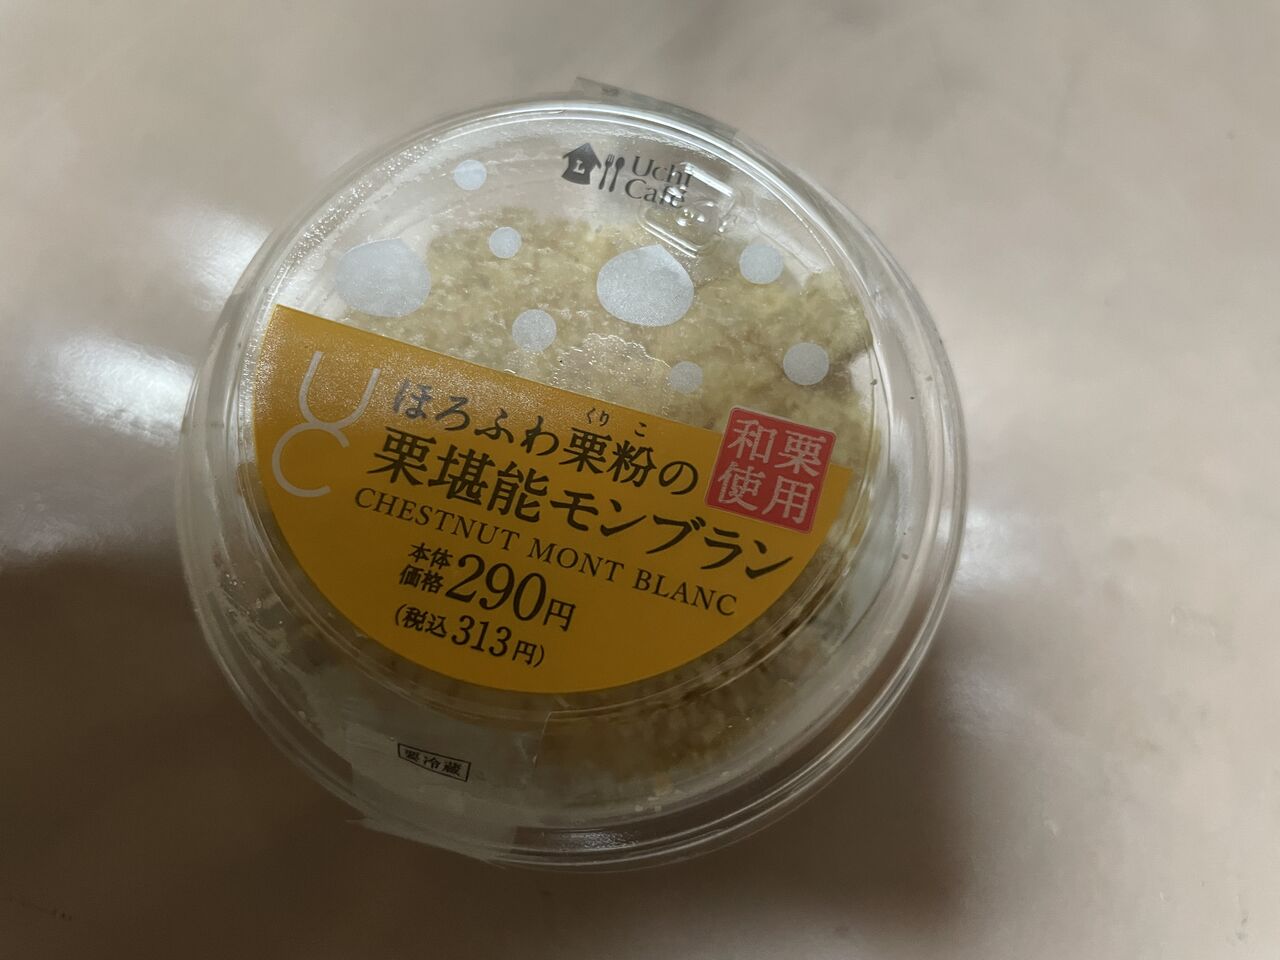 Uchi
Café
UC
ほろふわ栗粉の
くりこ
栗堪能モンブラン
和栗
使用
CHESTNUT MONT BLANC
本体
価格
290円
(税込313円)
要冷蔵
L